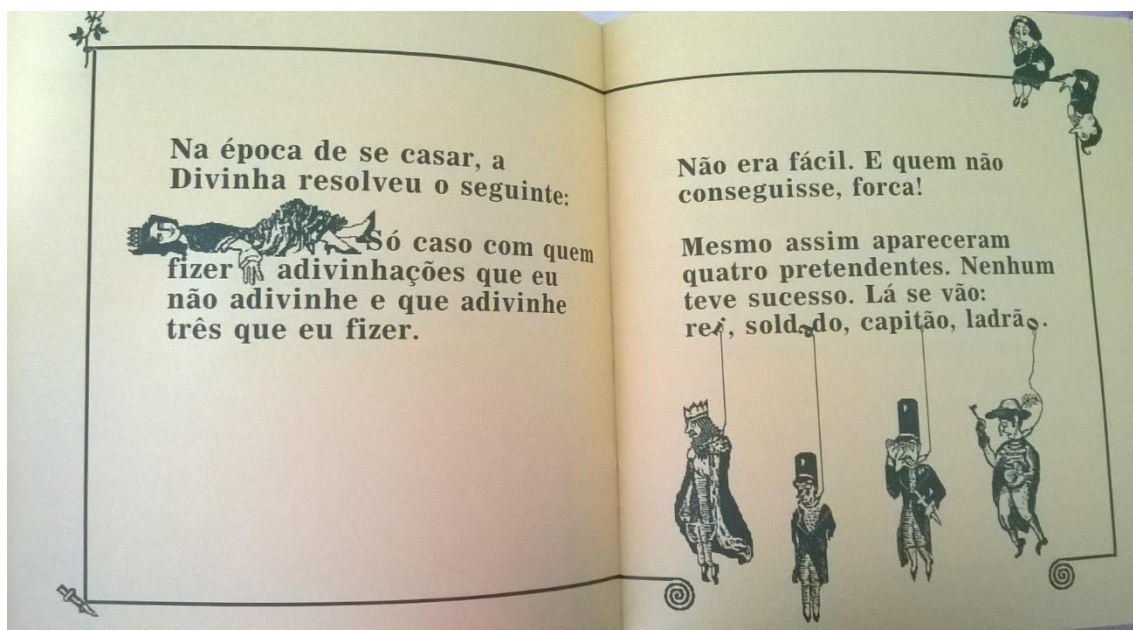 Na época de se casar, a
Divinha resolveu o seguinte:
Só caso com quem
fizer adivinhações que eu
não adivinhe e que adivinhe
três que eu fizer.
Não era fácil. E quem não
conseguisse, forca!
Mesmo assim apareceram
quatro pretendentes. Nenhum
teve sucesso. Lá se vão:
rei, soldado, capitão, ladrão.